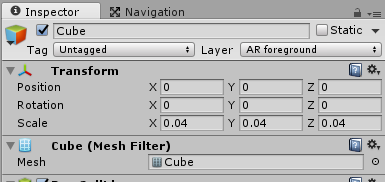 Inspector Navigation
Cube Static
Tag Untagged Layer AR foreground
Transform
Position X 0 Y 0 Z 0
Rotation X 0 Y 0 Z 0
Scale X 0.04 Y 0.04 Z 0.04
Cube (Mesh Filter)
Mesh Cube